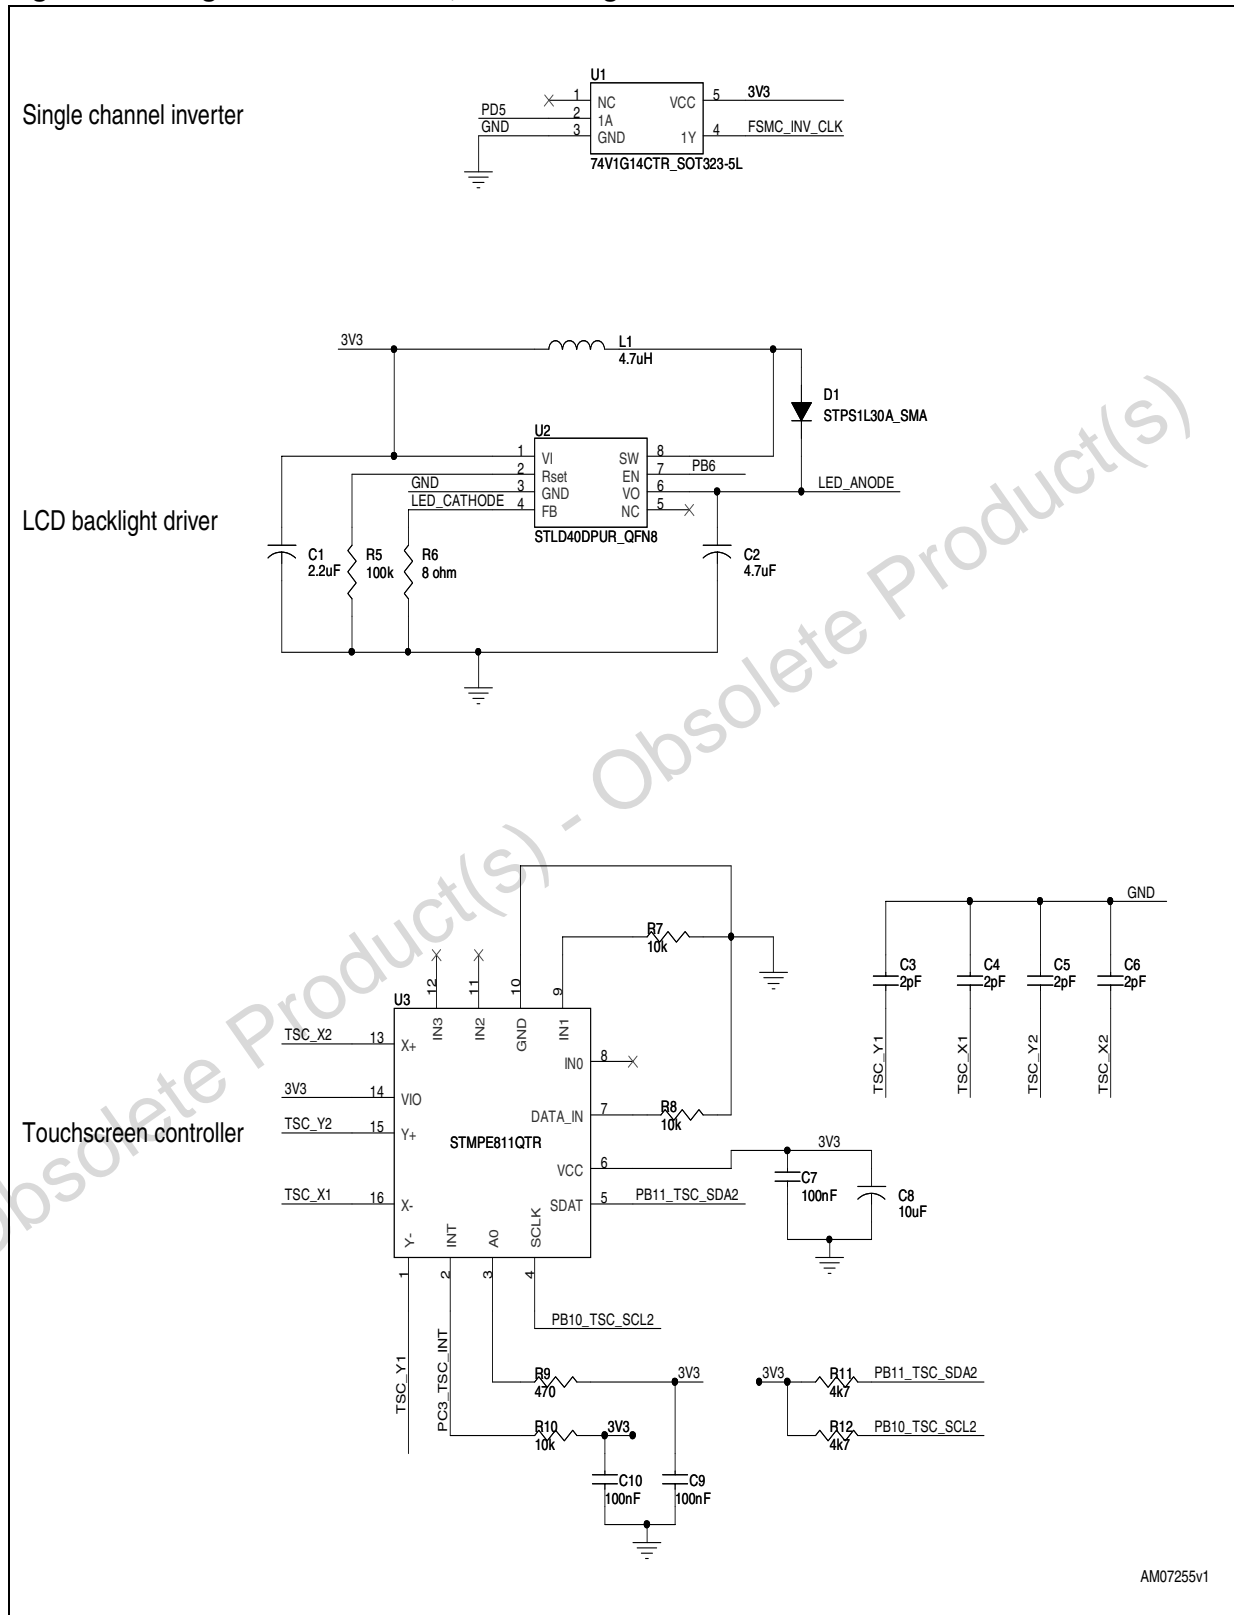 Single channel inverter
U1
1 NC VCC 5 3V3
PD5 2 1A
GND 3 GND 1Y 4 FSMC_INV_CLK
74V1G14CTR_SOT323-5L
3V3
L1
4.7uH
D1
STPS1L30A_SMA
U2
1 VI SW 8
2 Rset EN 7 PB6
GND 3 GND VO 6 LED_ANODE
LED_CATHODE 4 FB NC 5
STLD40DPUR_QFN8
LCD backlight driver
C1
2.2uF
R5
100k
R6
8 ohm
C2
4.7uF
Obsolete Product(s) - Obsolete Product(s)
Touchscreen controller
U3
STMPE811QTR
12 IN3
11 IN2
10 GND
9 IN1
R7
10k
TSC_X2 13 X+
3V3 14 VIO
TSC_Y2 15 Y+
TSC_X1 16 X-
IN0 8
DATA_IN 7
R8
10k
VCC 6
SDAT 5 PB11_TSC_SDA2
3V3
C7
100nF
C8
10uF
Y- 1 TSC_Y1
INT 2 PC3_TSC_INT
A0 3
SCLK 4 PB10_TSC_SCL2
GND
C3
2pF
C4
2pF
C5
2pF
C6
2pF
TSC_Y1
TSC_X1
TSC_Y2
TSC_X2
R9
470
3V3
R10
10k
3V3
C10
100nF
C9
100nF
3V3
R11
4k7
PB11_TSC_SDA2
R12
4k7
PB10_TSC_SCL2
AM07255v1